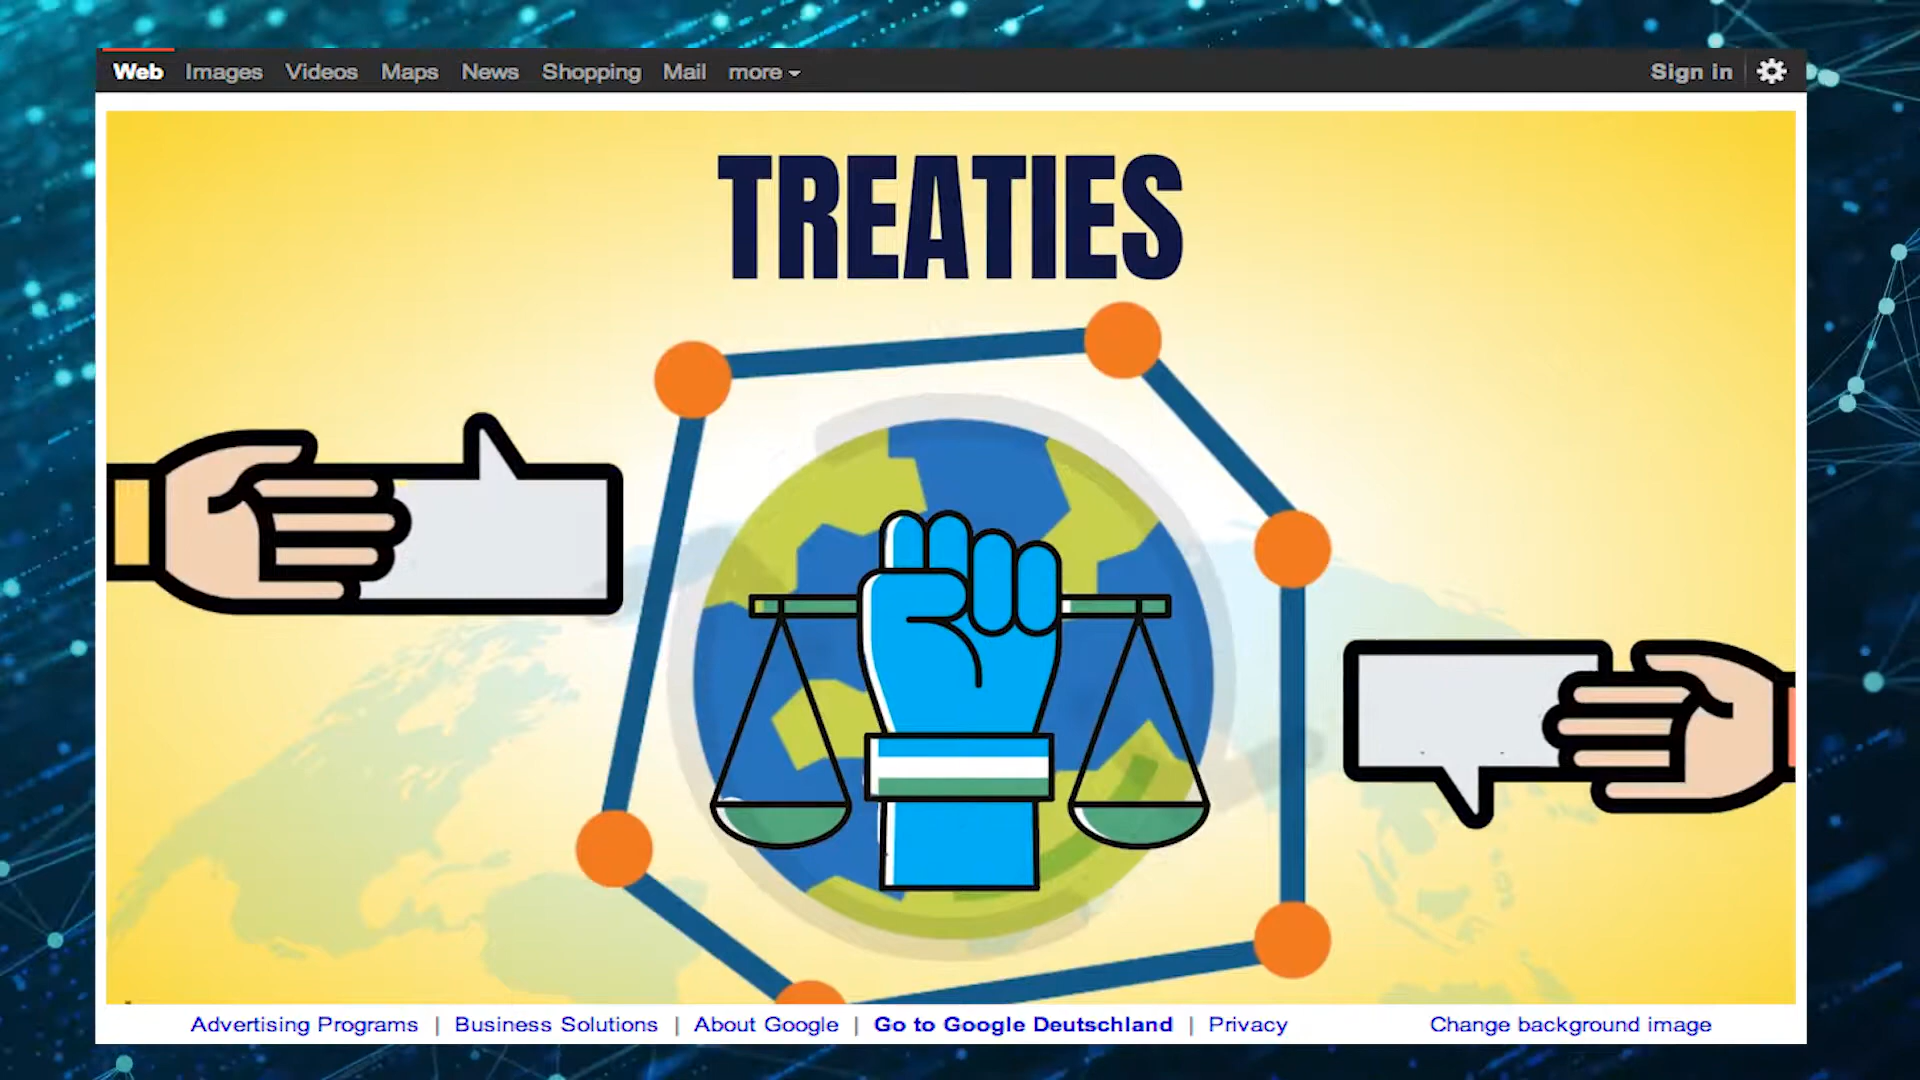 Web Images Videos Maps News Shopping Mail more Sign in
TREATIES
Advertising Programs | Business Solutions | About Google | Go to Google Deutschland | Privacy Change background image